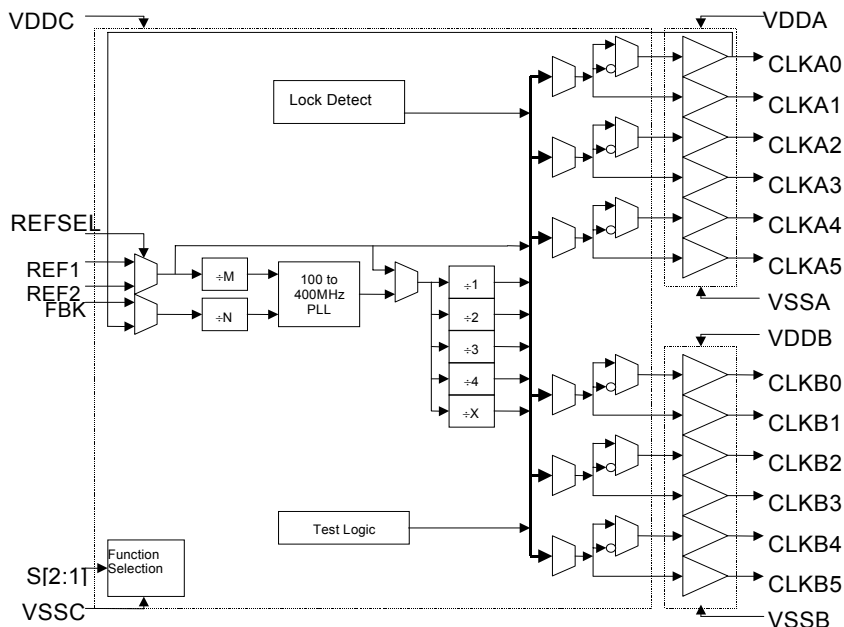 VDDC
VDDA
CLKA0
Lock Detect
CLKA1
CLKA2
CLKA3
REFSEL
CLKA4
REF1
CLKA5
REF2
FBK
÷M
100 to
400MHz
PLL
÷N
÷1
÷2
÷3
÷4
÷X
VSSA
VDDB
CLKB0
CLKB1
CLKB2
CLKB3
Test Logic
CLKB4
Function
Selection
S[2:1]
CLKB5
VSSC
VSSB